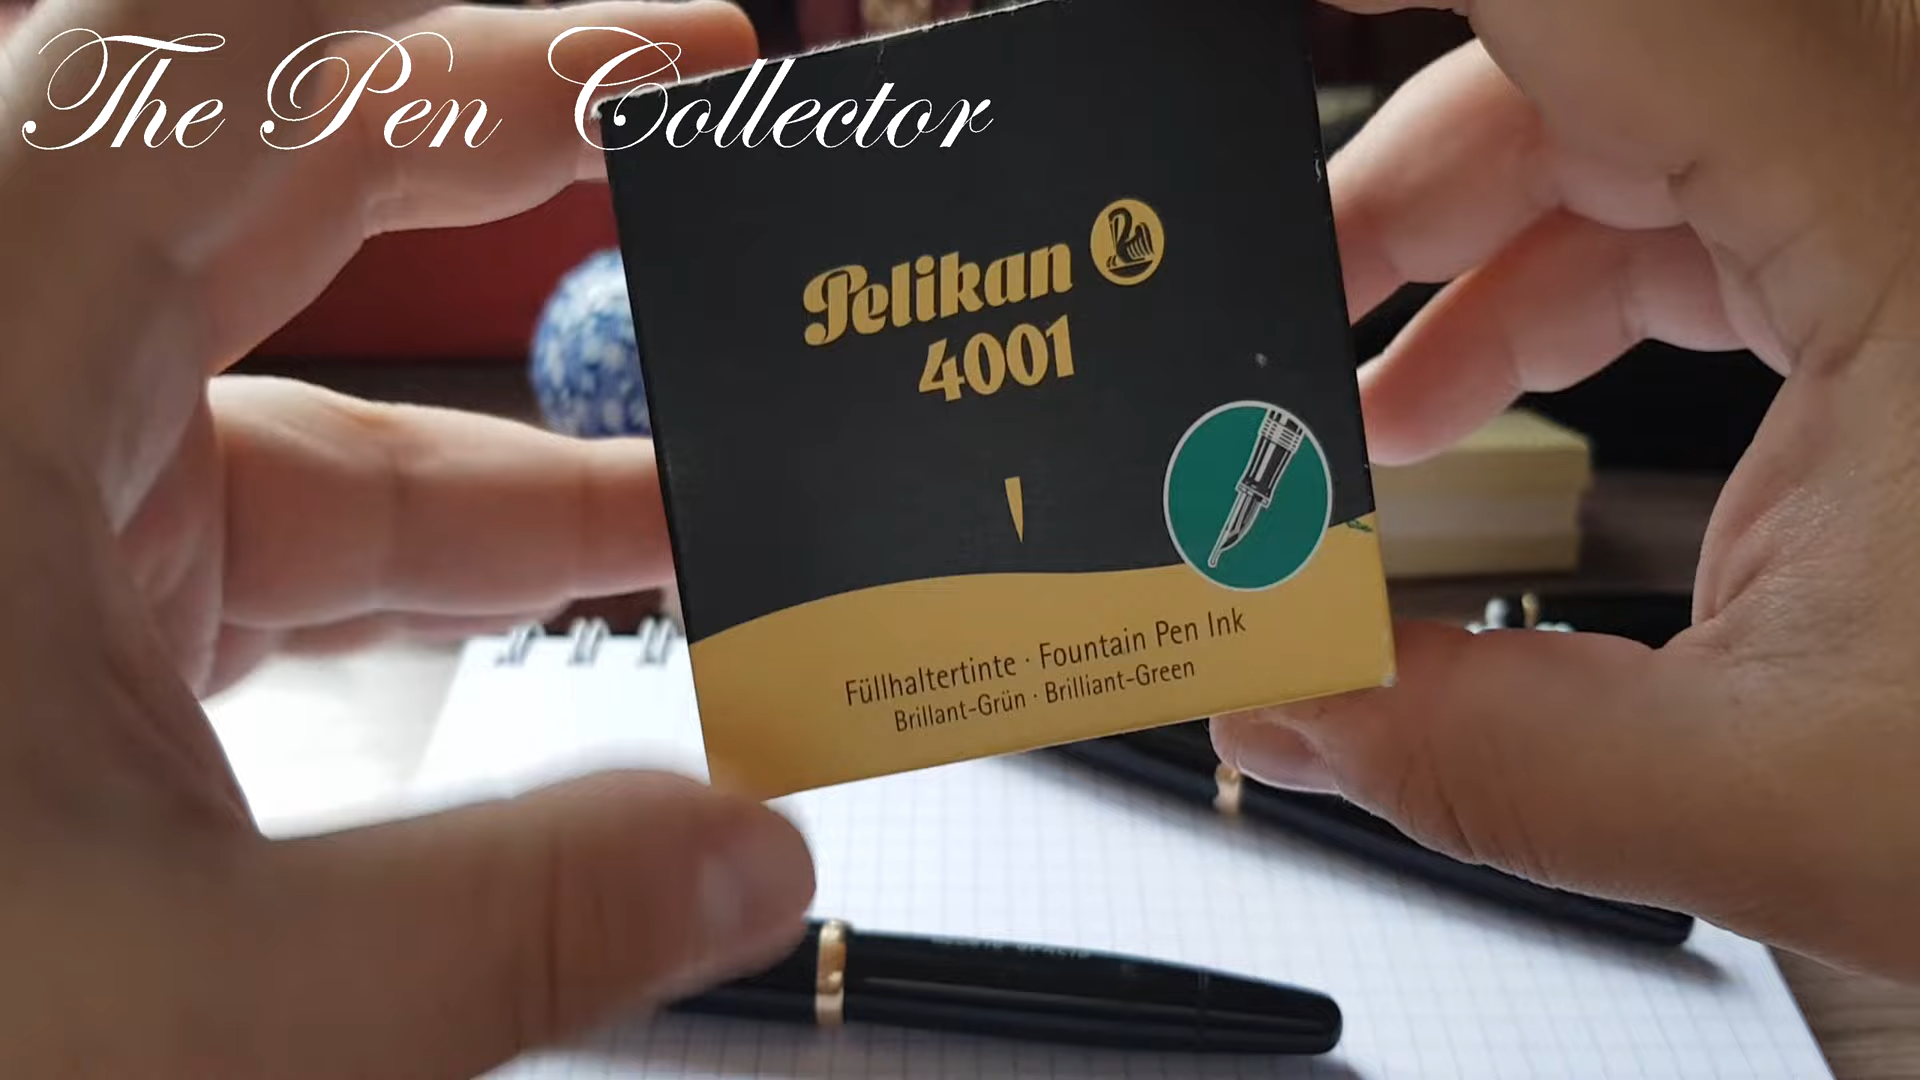 The Pen Collector
Pelikan
4001
Füllhaltertinte · Fountain Pen Ink
Brillant-Grün · Brilliant-Green